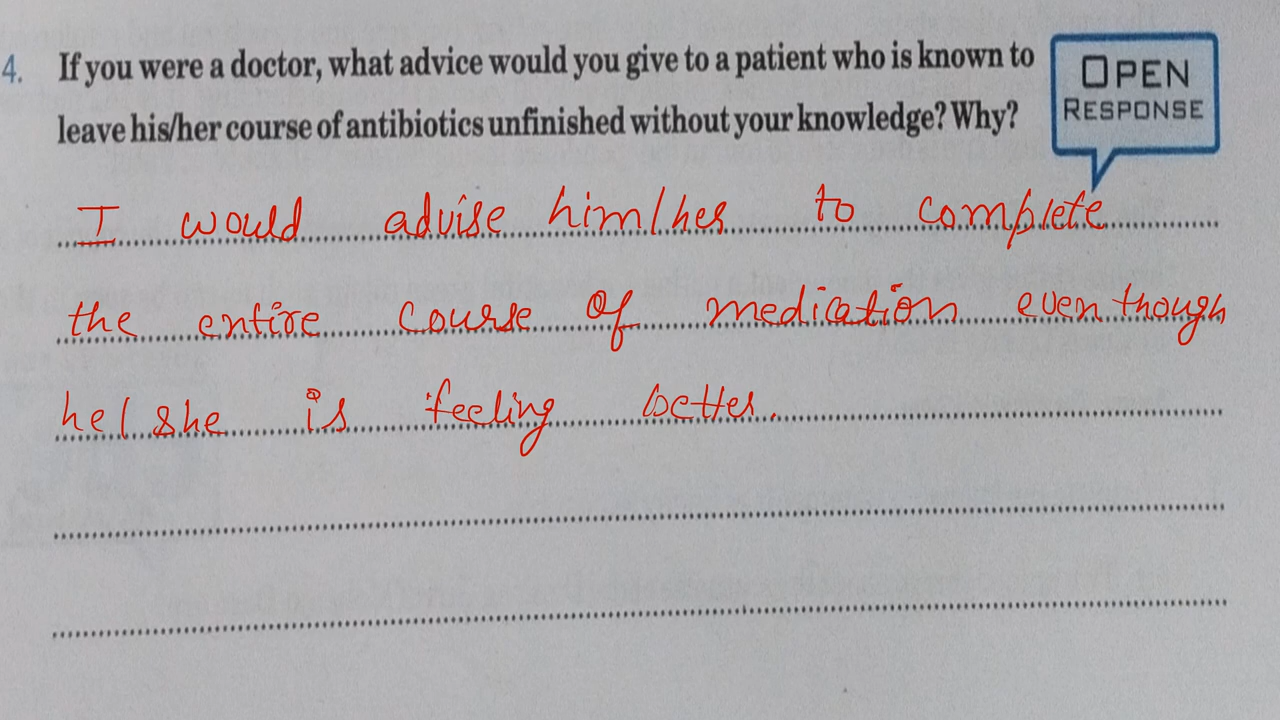 4. If you were a doctor, what advice would you give to a patient who is known to
leave his/her course of antibiotics unfinished without your knowledge? Why?
OPEN
RESPONSE
I would advise him/her to complete
the entire course of medication even though
he/she is feeling better.